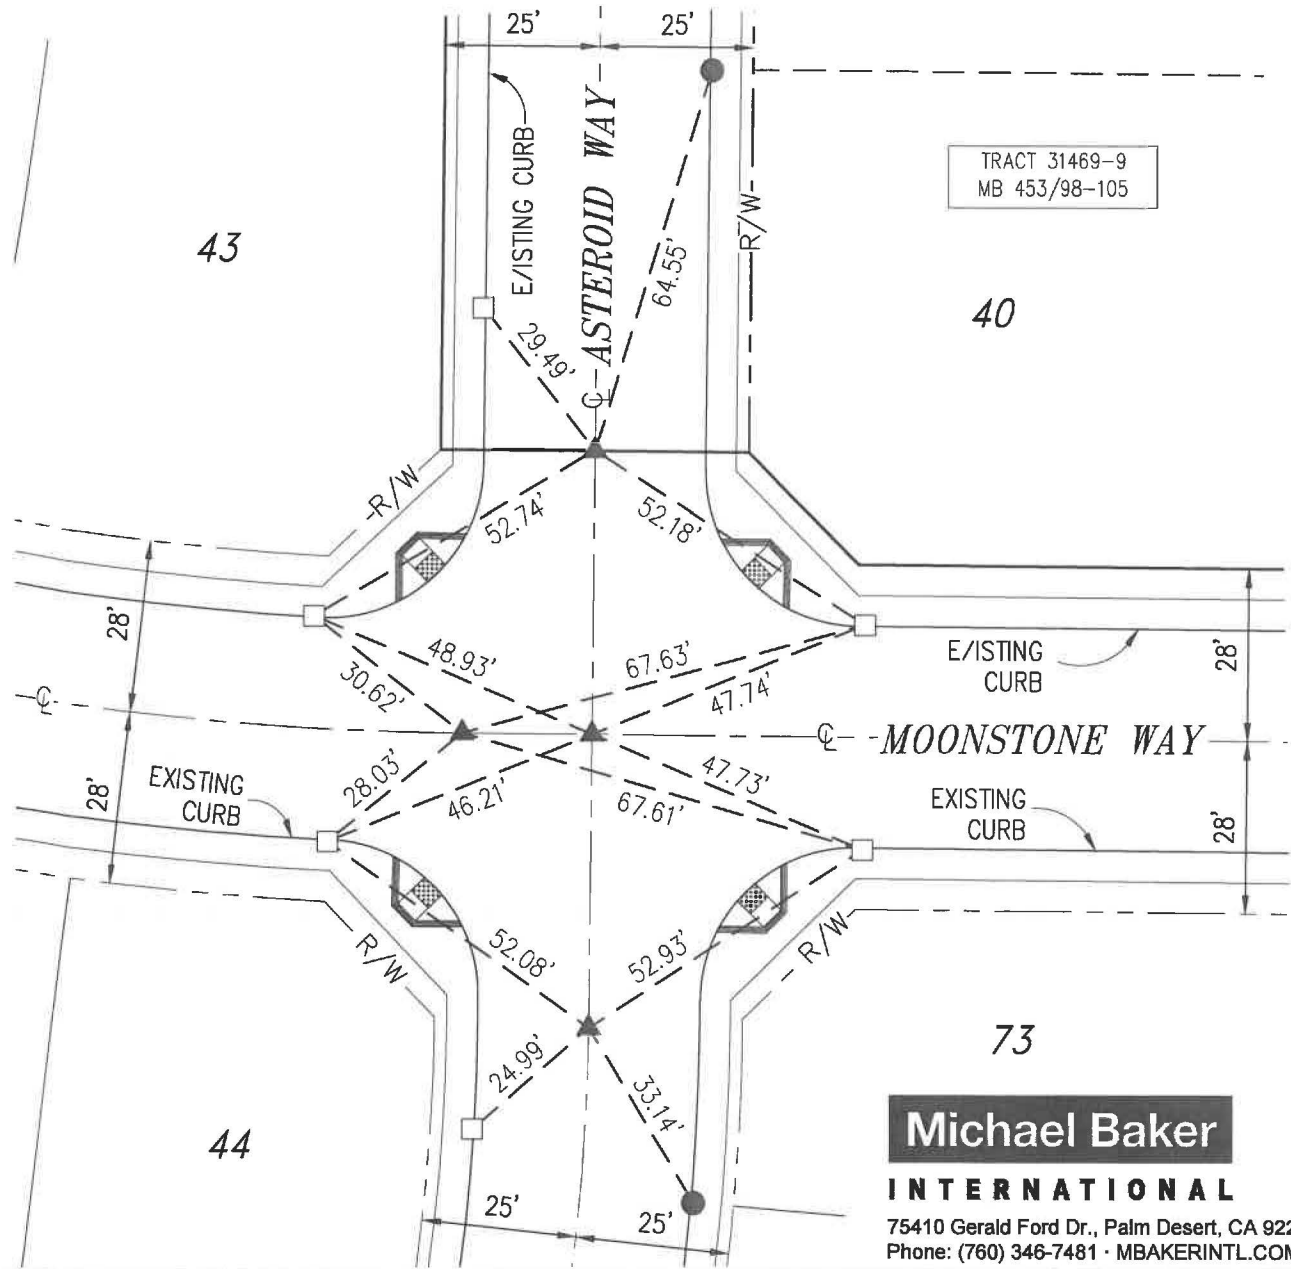 25'
25'
E/ISTING CURB
ASTEROID WAY
℄
64.55'
R/W
TRACT 31469-9
MB 453/98-105
43
40
29.49'
R/W
52.74'
52.18'
28'
48.93'
67.63'
E/ISTING
CURB
28'
30.62'
47.74'
℄
℄
MOONSTONE WAY
28'
EXISTING
CURB
28.03'
46.21'
67.61'
47.73'
EXISTING
CURB
28'
R/W
52.08'
52.93'
R/W
73
24.99'
33.14'
44
25'
25'
Michael Baker
INTERNATIONAL
75410 Gerald Ford Dr., Palm Desert, CA 922
Phone: (760) 346-7481 · MBAKERINTL.COM